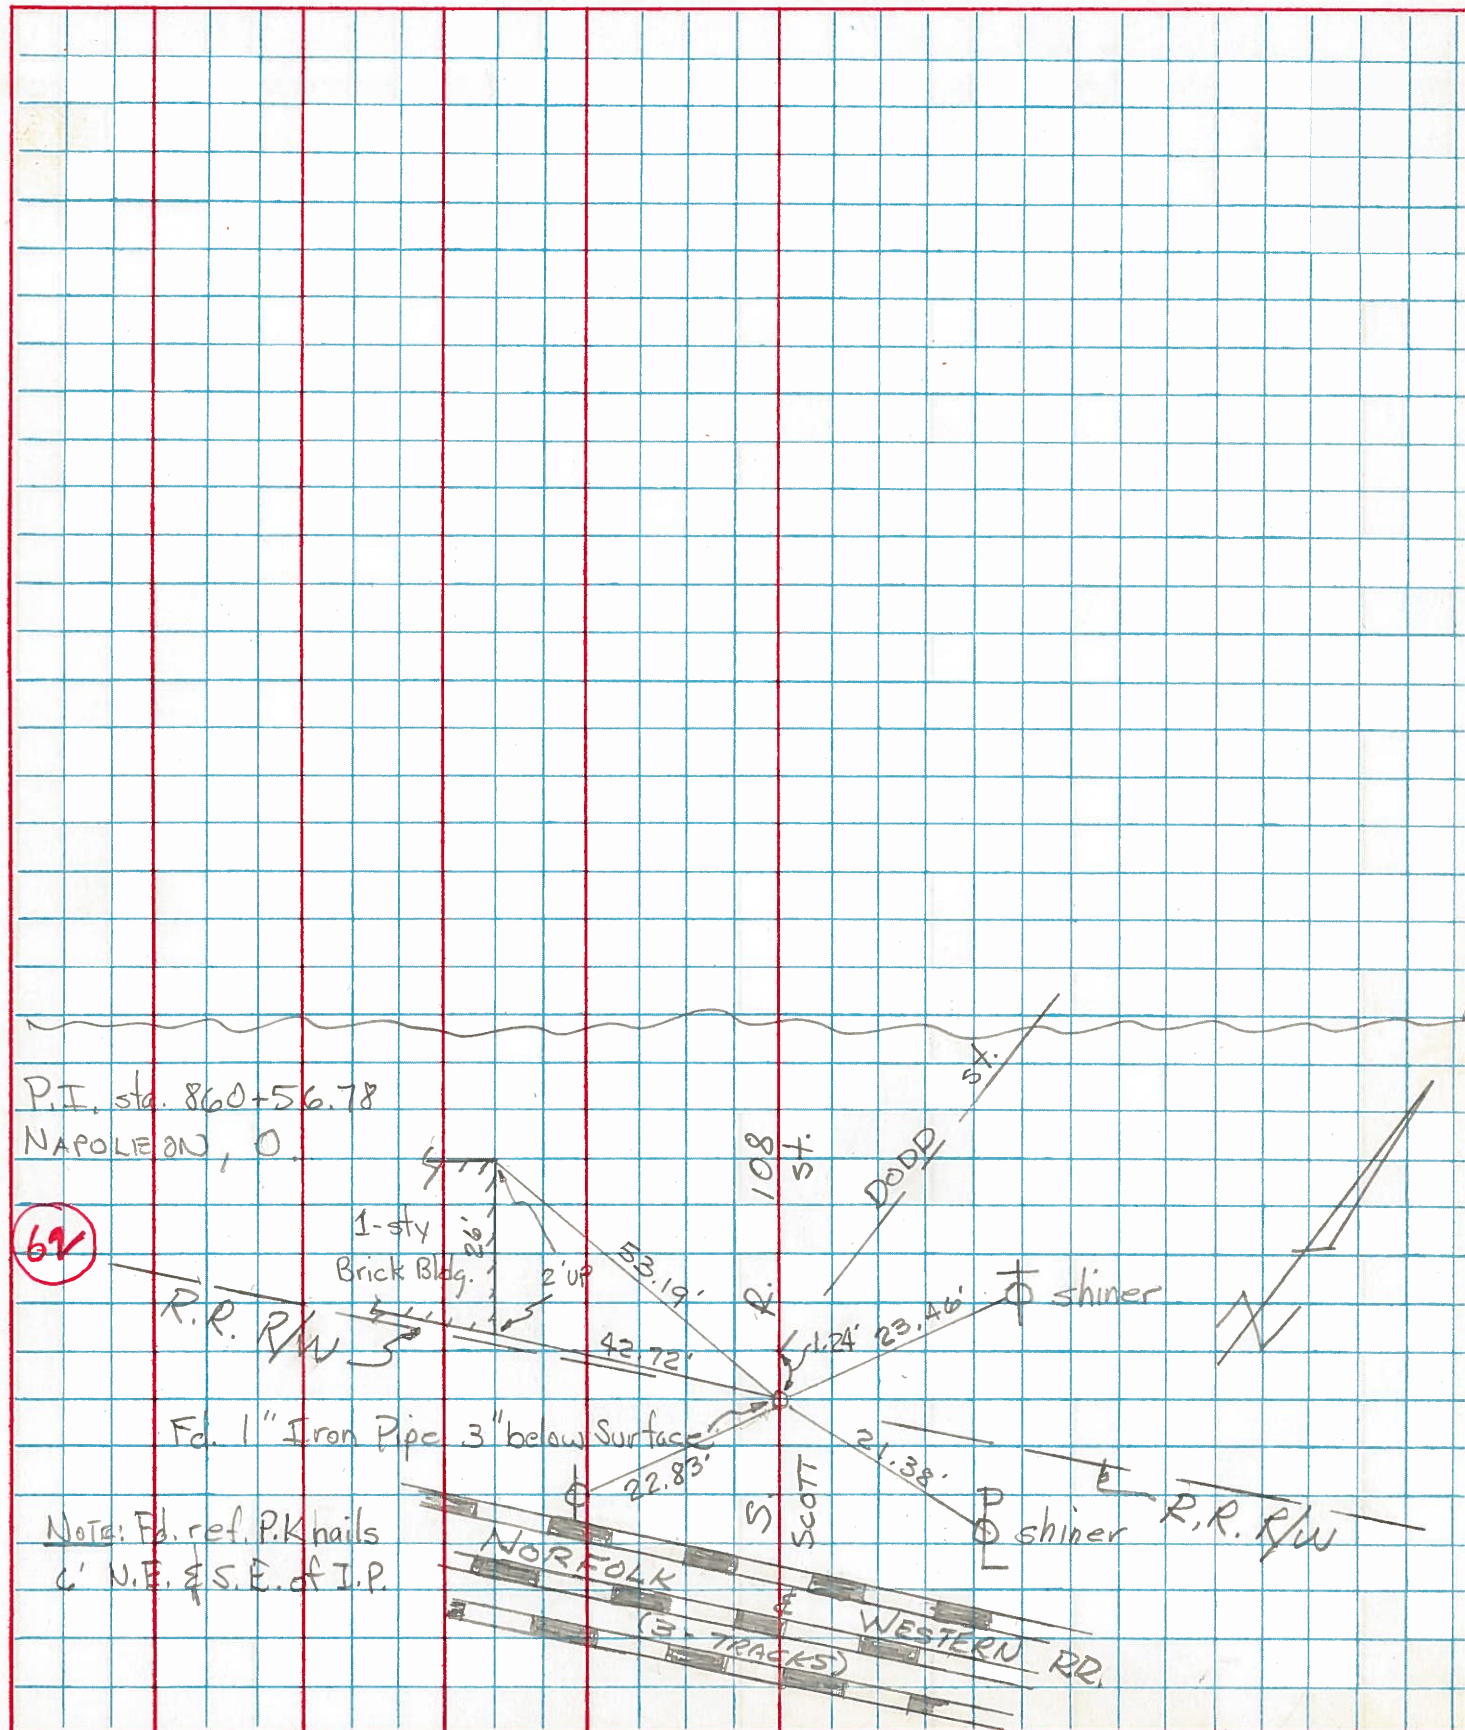 P.I. sta. 860+56.78
NAPOLEON, O.
108
St.
DODD St.
1-sty
Brick Bldg.
26'
2' UP
53.19'
R.
shiner
R.R. R/W
42.72'
1.24'
23.46'
Fd. 1" Iron Pipe 3" below Surface
22.83'
21.38'
S.
SCOTT
P
shiner
L
R.R. R/W
NOTE: Fd. ref. P.K nails
6' N.E. & S.E. of I.P.
NORFOLK & WESTERN RR.
(3-TRACKS)
N